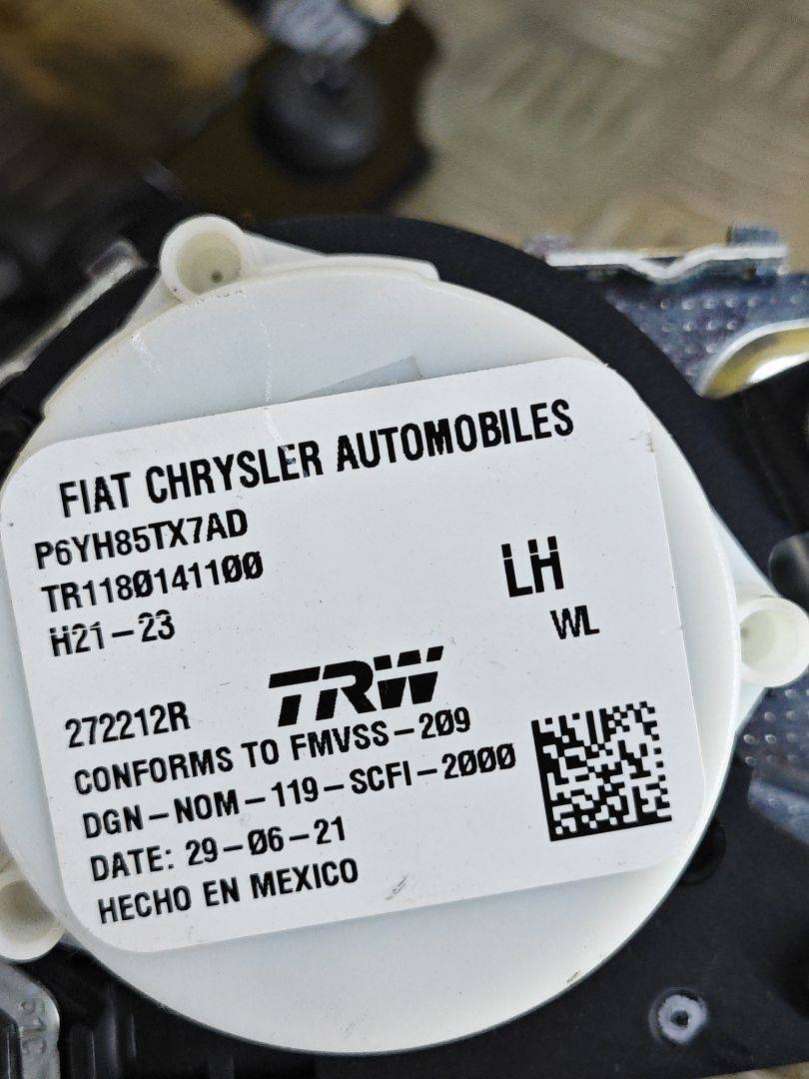 FIAT CHRYSLER AUTOMOBILES
P6YH85TX7AD
TR1180141100
H21-23
LH
WL
272212R
TRW
CONFORMS TO FMVSS-209
DGN-NOM-119-SCFI-2000
DATE: 29-06-21
HECHO EN MEXICO